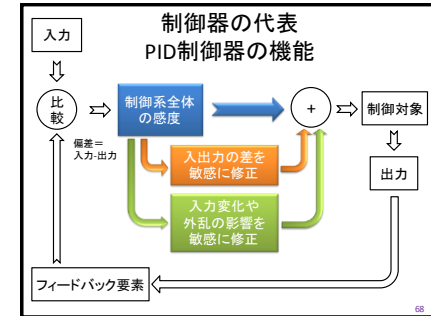 制御器の代表
PID制御器の機能
入力
比
較
偏差＝
入力-出力
制御系全体
の感度
+
制御対象
入出力の差を
敏感に修正
出力
入力変化や
外乱の影響を
敏感に修正
フィードバック要素
68